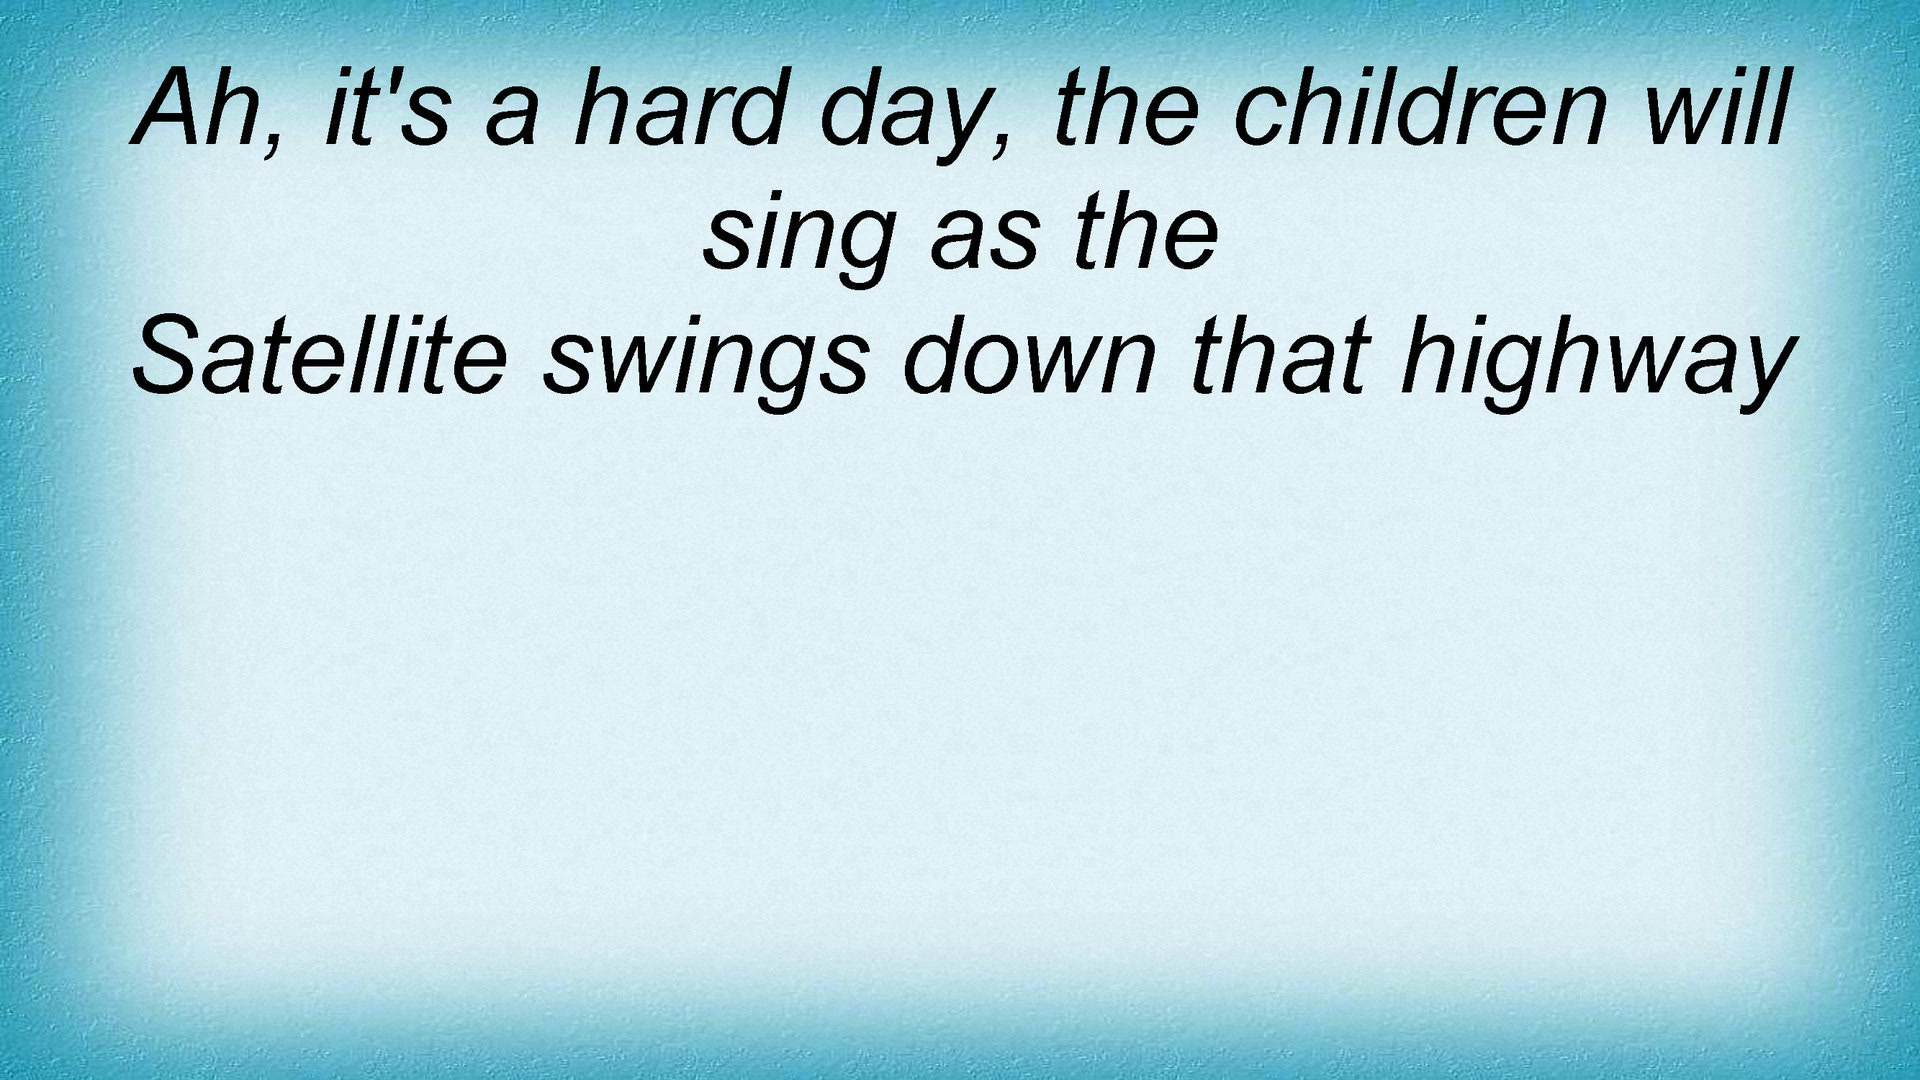 Ah, it's a hard day, the children will
sing as the
Satellite swings down that highway